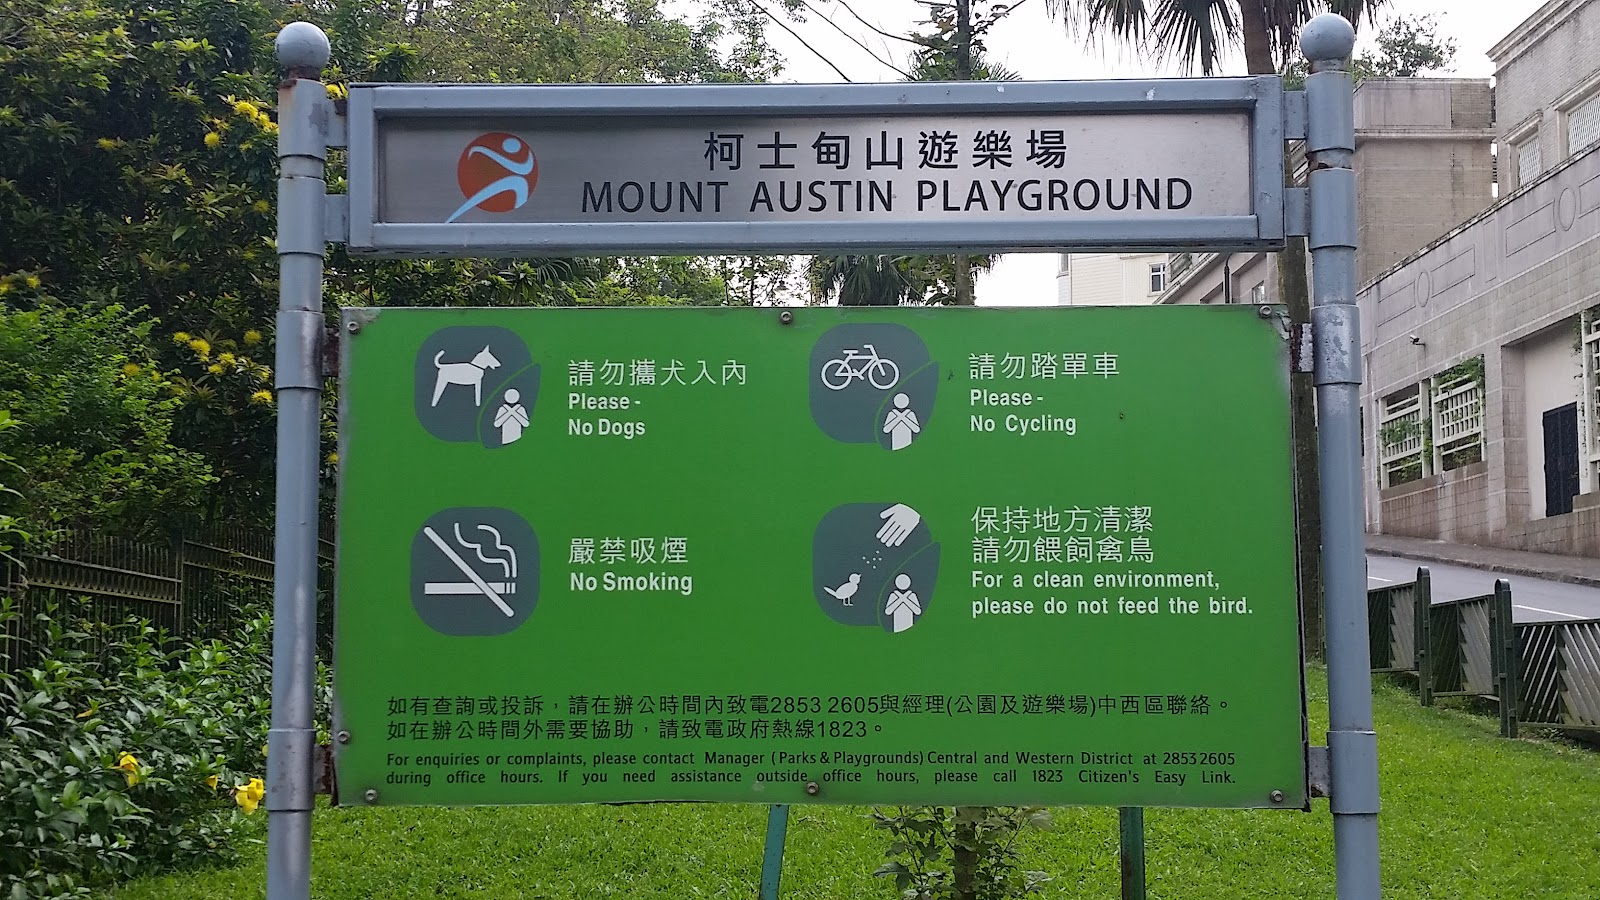 柯士甸山遊樂場
MOUNT AUSTIN PLAYGROUND
請勿攜犬入內
Please -
No Dogs
請勿踏單車
Please -
No Cycling
嚴禁吸煙
No Smoking
保持地方清潔
請勿餵飼禽鳥
For a clean environment,
please do not feed the bird.
如有查詢或投訴，請在辦公時間內致電2853 2605與經理(公園及遊樂場)中西區聯絡。
如在辦公時間外需要協助，請致電政府熱線1823。
For enquiries or complaints, please contact Manager (Parks & Playgrounds) Central and Western District at 2853 2605
during office hours. If you need assistance outside office hours, please call 1823 Citizen's Easy Link.